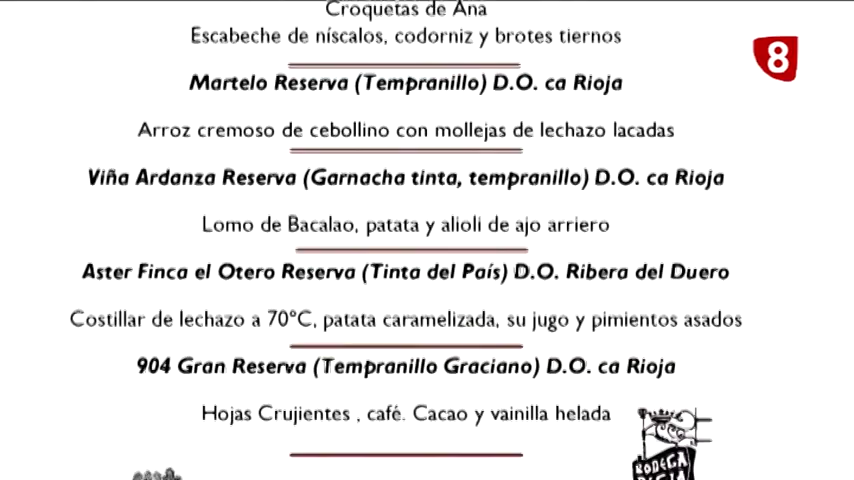 Croquetas de Ana
Escabeche de níscalos, codorniz y brotes tiernos
8
Martelo Reserva (Tempranillo) D.O. ca Rioja
Arroz cremoso de cebollino con mollejas de lechazo lacadas
Viña Ardanza Reserva (Garnacha tinta, tempranillo) D.O. ca Rioja
Lomo de Bacalao, patata y alioli de ajo arriero
Aster Finca el Otero Reserva (Tinta del País) D.O. Ribera del Duero
Costillar de lechazo a 70°C, patata caramelizada, su jugo y pimientos asados
904 Gran Reserva (Tempranillo Graciano) D.O. ca Rioja
Hojas Crujientes , café. Cacao y vainilla helada
BODEGA